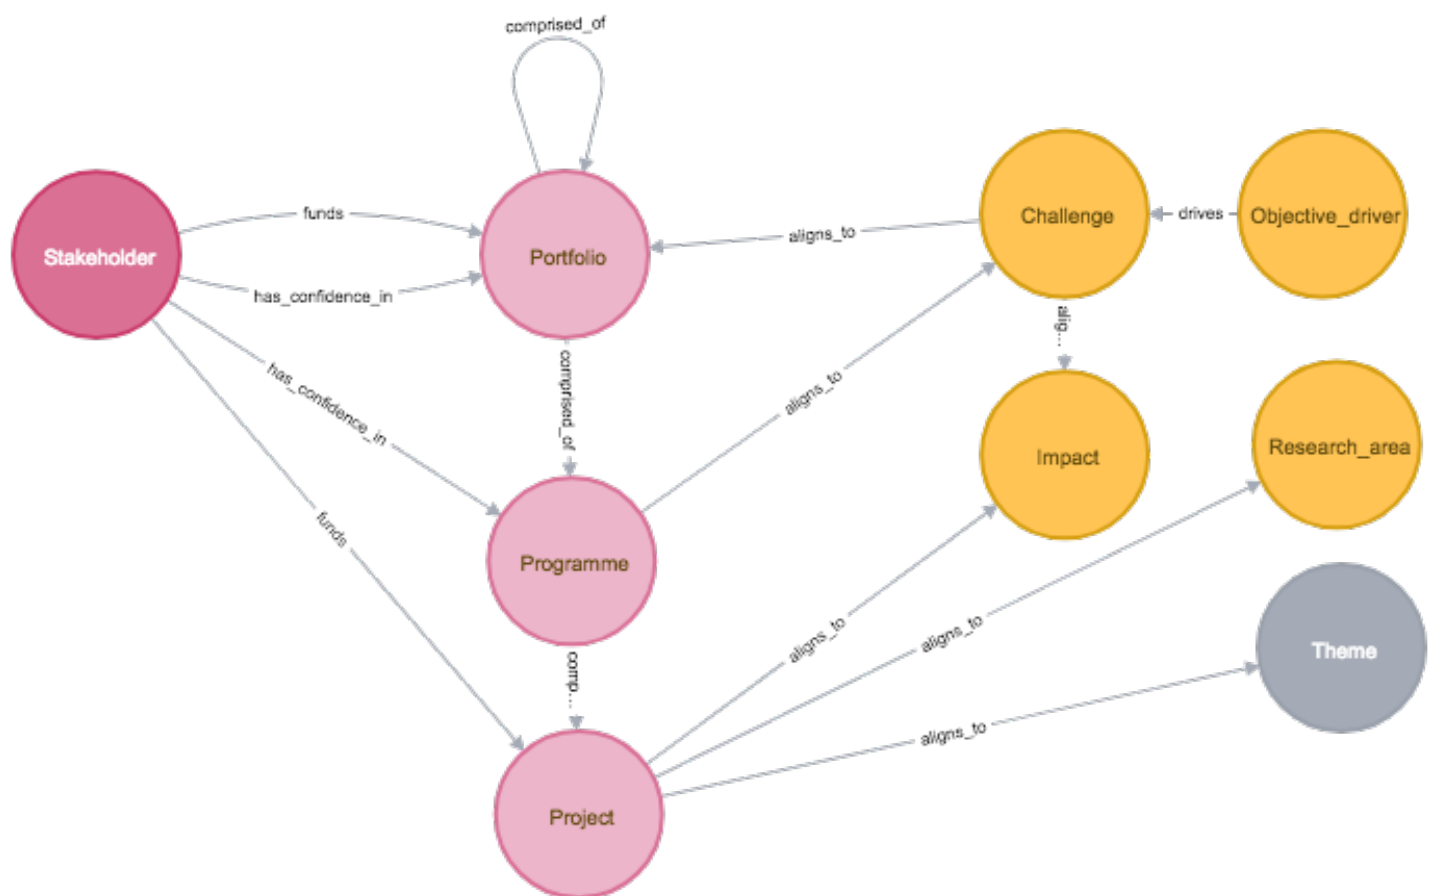 comprised_of
Stakeholder
funds
has_confidence_in
Portfolio
aligns_to
Challenge
drives
Objective_driver
has_confidence_in
comprised_of
aligns_to
alig...
Impact
Research_area
funds
Programme
comp...
aligns_to
aligns_to
aligns_to
Theme
Project